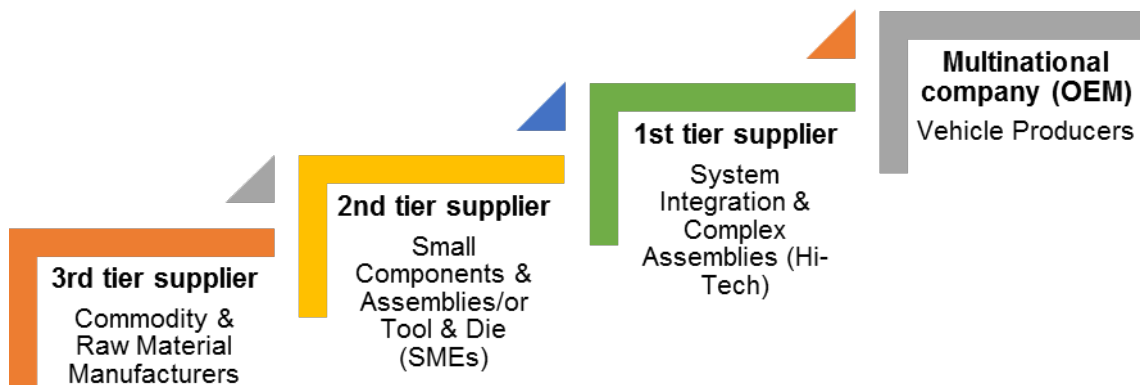 Multinational
company (OEM)
Vehicle Producers
1st tier supplier
System
Integration &
Complex
Assemblies (Hi-
Tech)
2nd tier supplier
Small
Components &
Assemblies/or
Tool & Die
(SMEs)
3rd tier supplier
Commodity &
Raw Material
Manufacturers